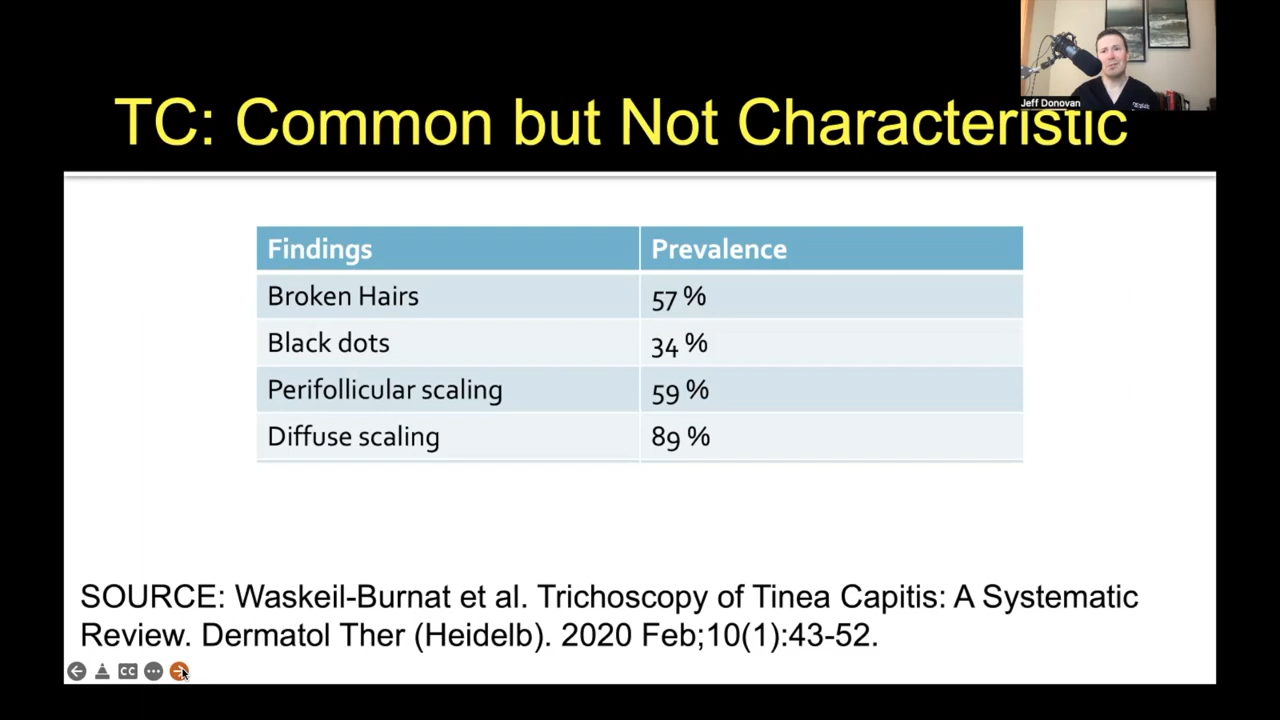 Jeff Donovan
TC: Common but Not Characteristic
Findings Prevalence
Broken Hairs 57 %
Black dots 34 %
Perifollicular scaling 59 %
Diffuse scaling 89 %
SOURCE: Waskeil-Burnat et al. Trichoscopy of Tinea Capitis: A Systematic
Review. Dermatol Ther (Heidelb). 2020 Feb;10(1):43-52.
CC